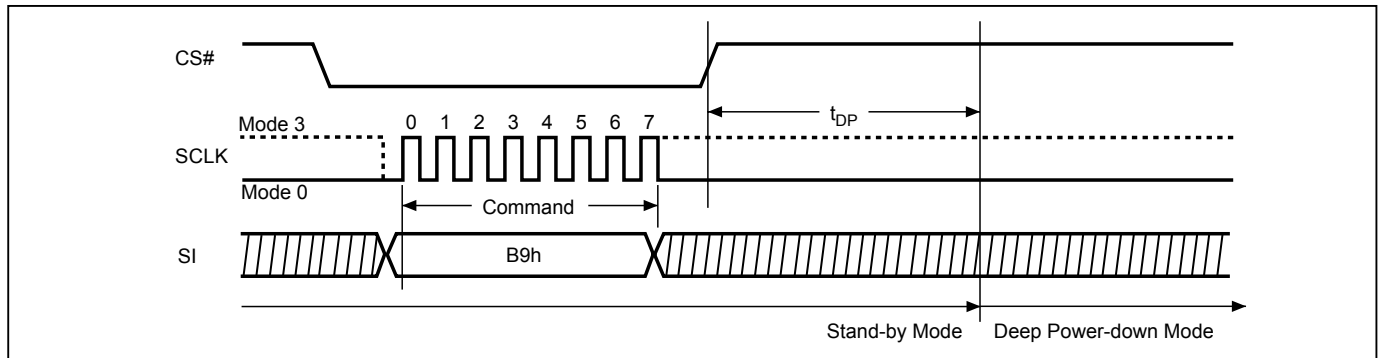 CS#
t_DP
Mode 3
0 1 2 3 4 5 6 7
SCLK
Mode 0
Command
SI
B9h
Stand-by Mode
Deep Power-down Mode